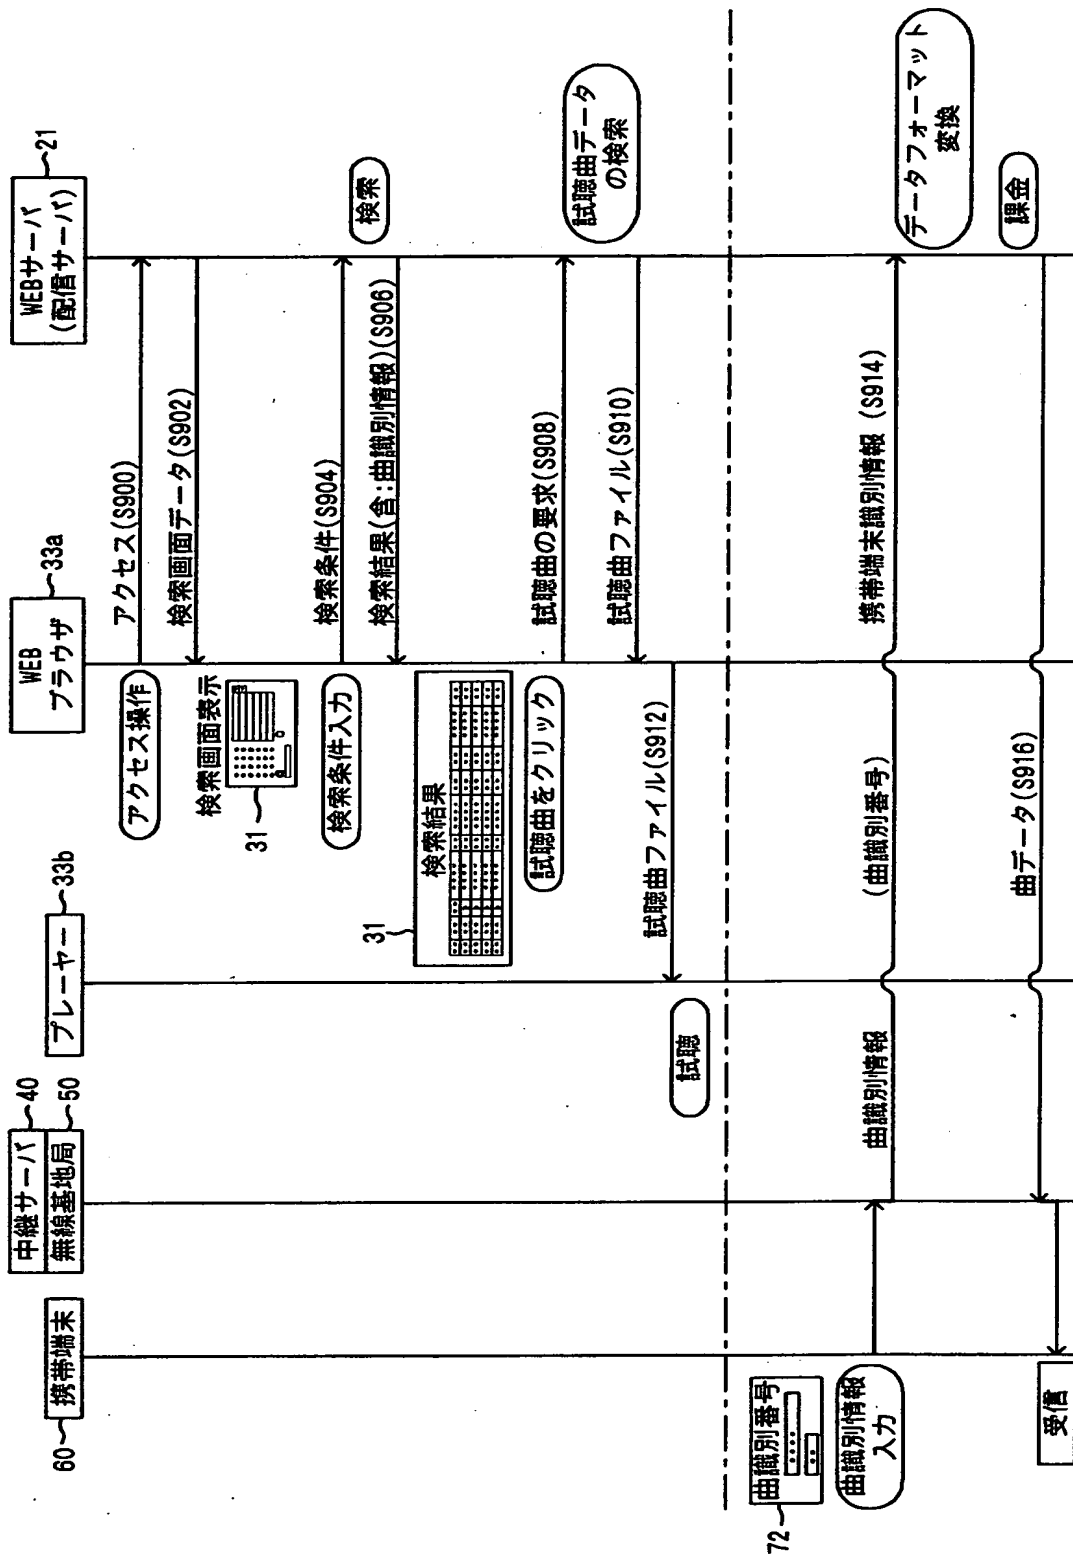 60
携帯端末
中継サーバ
40
無線基地局
50
プレーヤー
33b
WEB
ブラウザ
33a
WEBサーバ
(配信サーバ)
21
アクセス操作
アクセス(S900)
検索画面データ(S902)
検索画面表示
31
検索条件入力
検索条件(S904)
検索
検索結果(含:曲識別情報)(S906)
31
検索結果
試聴曲をクリック
試聴曲の要求(S908)
試聴曲データ
の検索
試聴曲ファイル(S910)
試聴曲ファイル(S912)
試聴
72
曲識別番号
曲識別情報
入力
曲識別情報
(曲識別番号)
携帯端末識別情報(S914)
データフォーマット
変換
課金
曲データ(S916)
受信